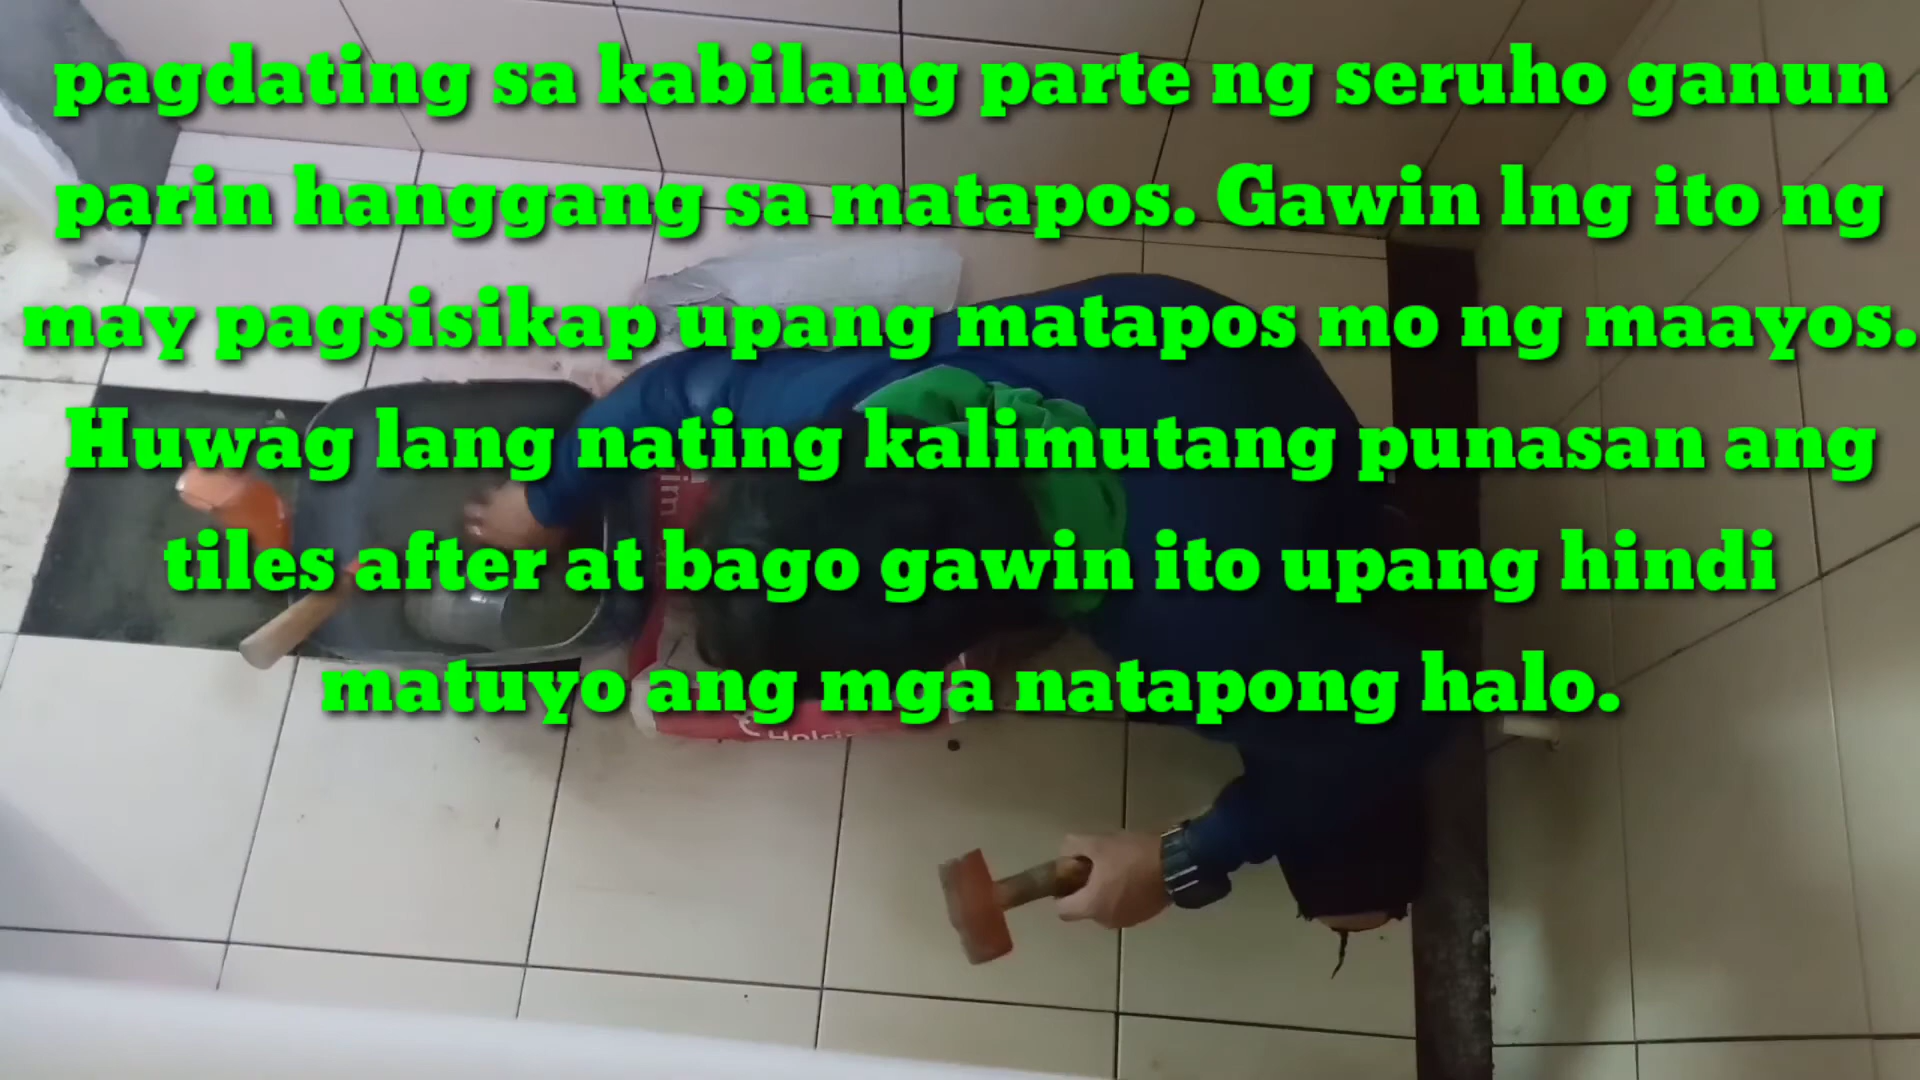 pagdating sa kabilang parte ng seruho ganun
parin hanggang sa matapos. Gawin lng ito ng
may pagsisikap upang matapos mo ng maayos.
Huwag lang nating kalimutang punasan ang
tiles after at bago gawin ito upang hindi
matuyo ang mga natapong halo.